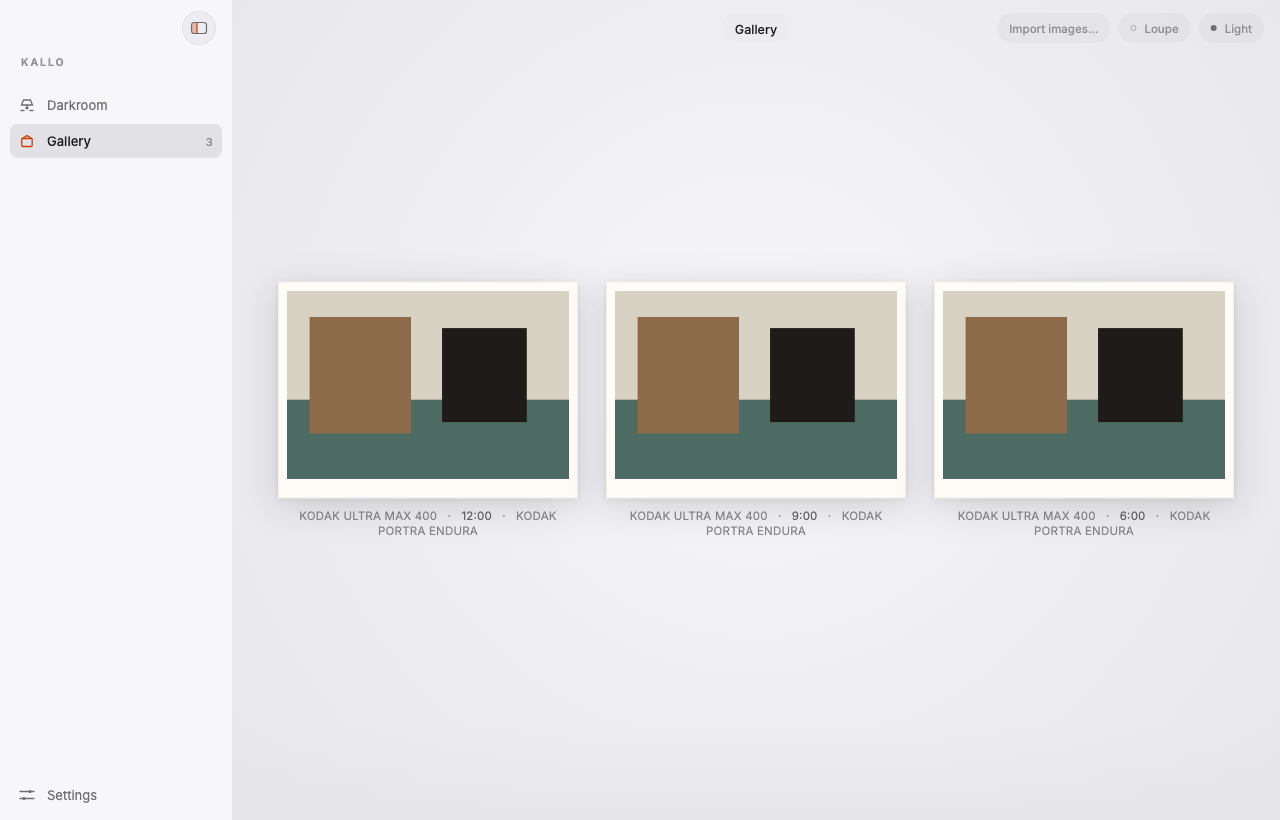 KALLO
Darkroom
Gallery 3
Settings
Gallery
Import images...
Loupe
Light
KODAK ULTRA MAX 400 · 12:00 · KODAK
PORTRA ENDURA
KODAK ULTRA MAX 400 · 9:00 · KODAK
PORTRA ENDURA
KODAK ULTRA MAX 400 · 6:00 · KODAK
PORTRA ENDURA